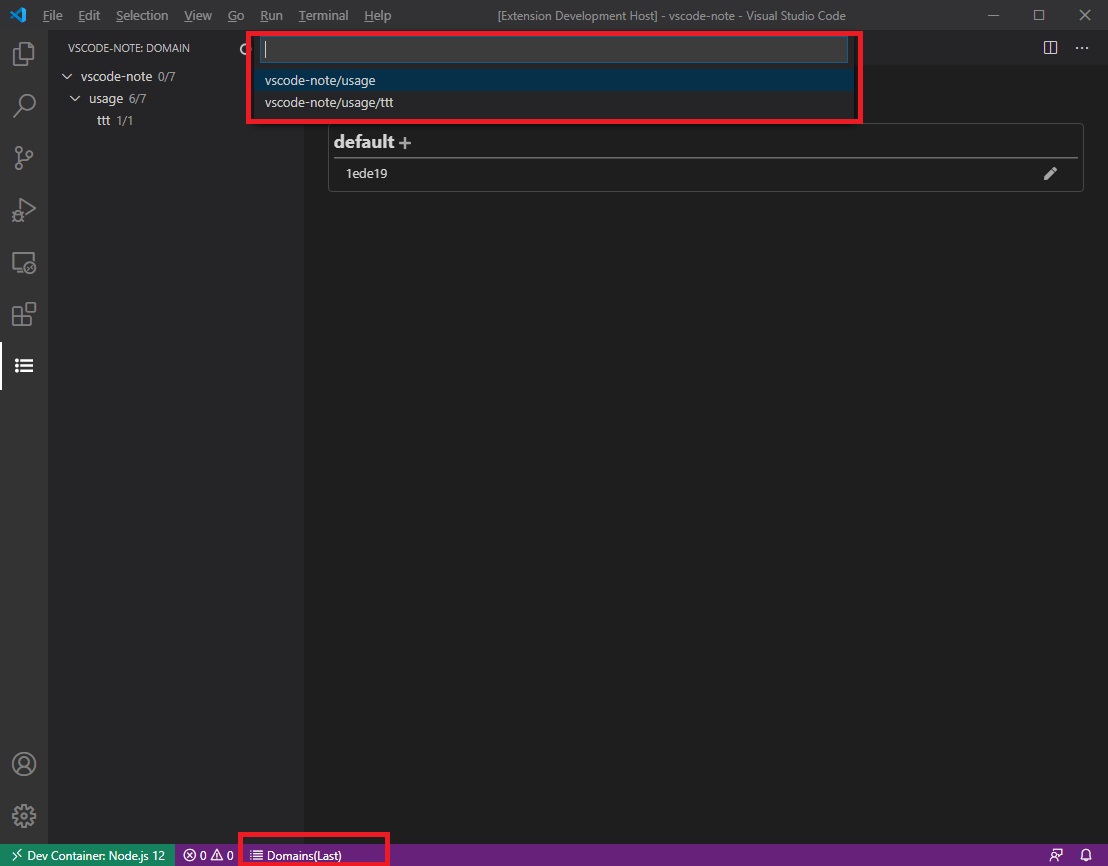 File Edit Selection View Go Run Terminal Help [Extension Development Host] - vscode-note - Visual Studio Code
VSCODE-NOTE: DOMAIN
vscode-note 0/7
usage 6/7
ttt 1/1
vscode-note/usage
vscode-note/usage/ttt
default
1ede19
Dev Container: Node.js 12 0 0 Domains(Last)